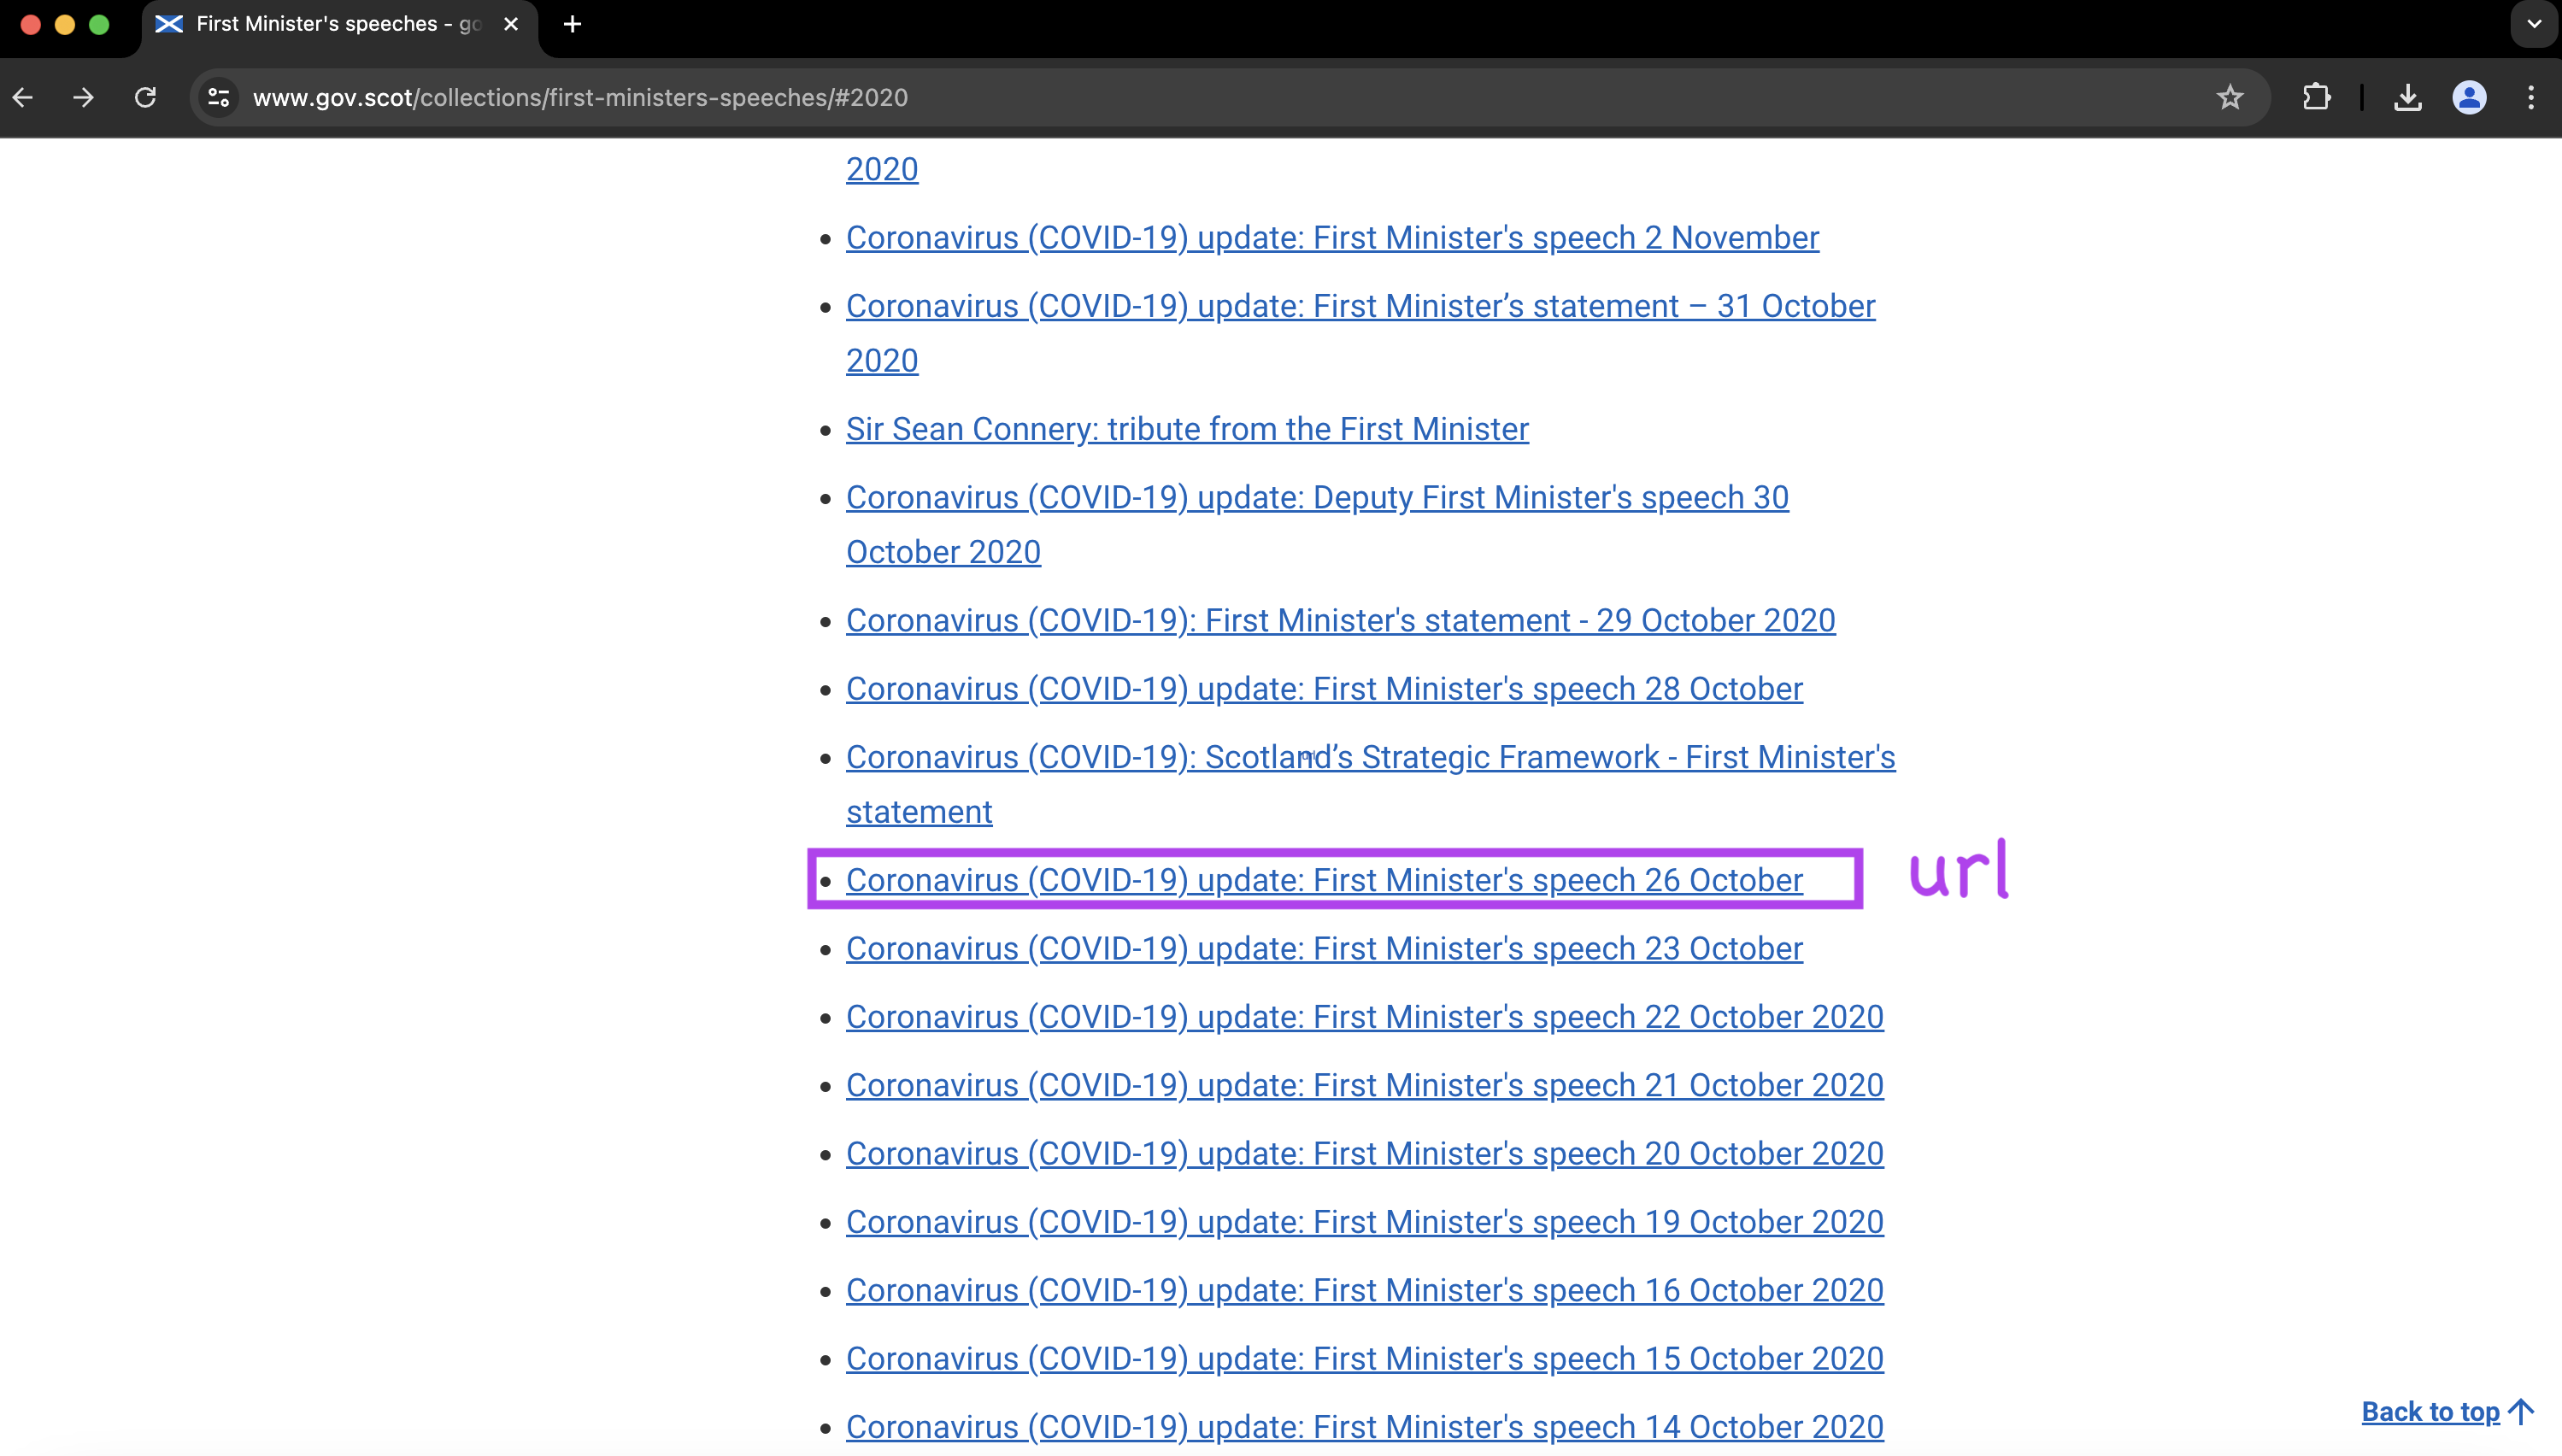 First Minister's speeches - go
www.gov.scot/collections/first-ministers-speeches/#2020
2020
Coronavirus (COVID-19) update: First Minister's speech 2 November
Coronavirus (COVID-19) update: First Minister’s statement – 31 October
2020
Sir Sean Connery: tribute from the First Minister
Coronavirus (COVID-19) update: Deputy First Minister's speech 30
October 2020
Coronavirus (COVID-19): First Minister's statement - 29 October 2020
Coronavirus (COVID-19) update: First Minister's speech 28 October
Coronavirus (COVID-19): Scotland’s Strategic Framework - First Minister's
statement
Coronavirus (COVID-19) update: First Minister's speech 26 October
url
Coronavirus (COVID-19) update: First Minister's speech 23 October
Coronavirus (COVID-19) update: First Minister's speech 22 October 2020
Coronavirus (COVID-19) update: First Minister's speech 21 October 2020
Coronavirus (COVID-19) update: First Minister's speech 20 October 2020
Coronavirus (COVID-19) update: First Minister's speech 19 October 2020
Coronavirus (COVID-19) update: First Minister's speech 16 October 2020
Coronavirus (COVID-19) update: First Minister's speech 15 October 2020
Coronavirus (COVID-19) update: First Minister's speech 14 October 2020
Back to top